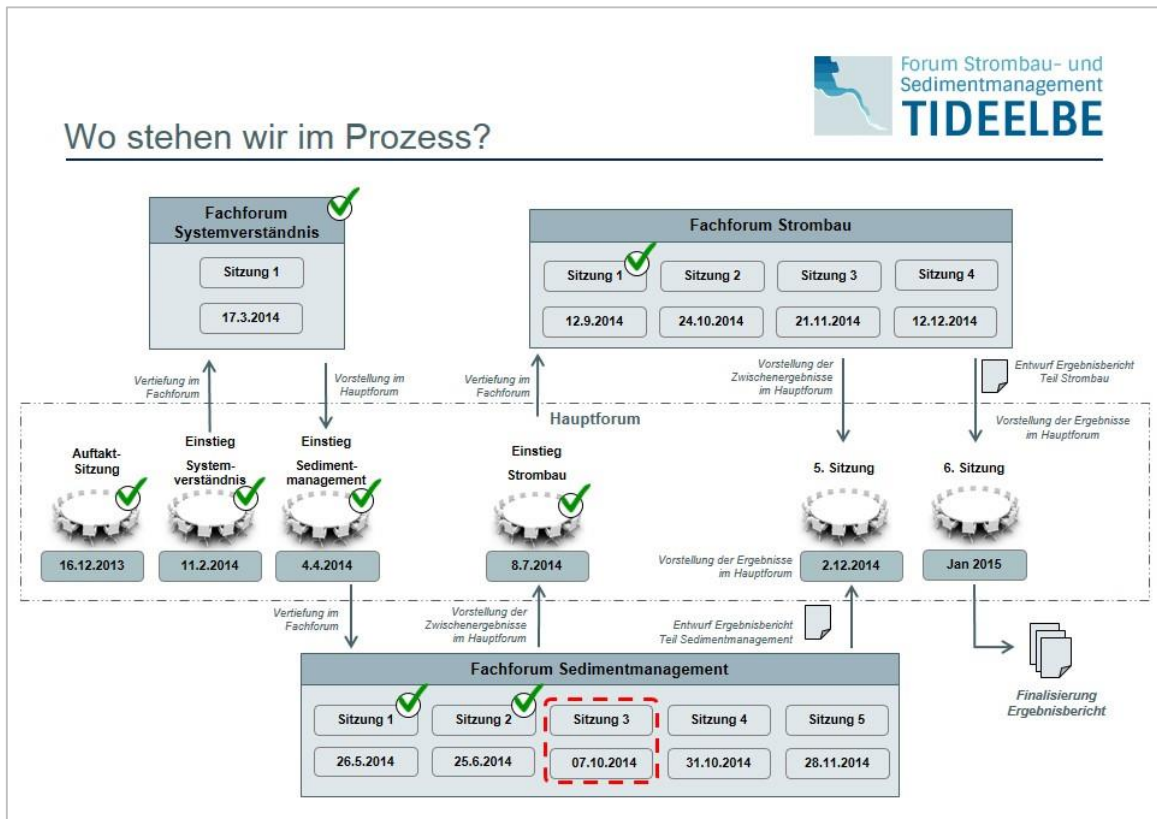 Forum Strombau- und
Sedimentmanagement
TIDEELBE
Wo stehen wir im Prozess?
Fachforum
Systemverständnis
Sitzung 1
17.3.2014
Fachforum Strombau
Sitzung 1
Sitzung 2
Sitzung 3
Sitzung 4
12.9.2014
24.10.2014
21.11.2014
12.12.2014
Vertiefung im
Fachforum
Vorstellung im
Hauptforum
Vertiefung im
Fachforum
Vorstellung der
Zwischenergebnisse
im Hauptforum
Entwurf Ergebnisbericht
Teil Strombau
Vorstellung der Ergebnisse
im Hauptforum
Hauptforum
Auftakt-
Sitzung
16.12.2013
Einstieg
System-
verständnis
11.2.2014
Einstieg
Sediment-
management
4.4.2014
Einstieg
Strombau
8.7.2014
5. Sitzung
2.12.2014
6. Sitzung
Jan 2015
Vorstellung der Ergebnisse
im Hauptforum
Vertiefung im
Fachforum
Vorstellung der
Zwischenergebnisse
im Hauptforum
Entwurf Ergebnisbericht
Teil Sedimentmanagement
Finalisierung
Ergebnisbericht
Fachforum Sedimentmanagement
Sitzung 1
Sitzung 2
Sitzung 3
Sitzung 4
Sitzung 5
26.5.2014
25.6.2014
07.10.2014
31.10.2014
28.11.2014